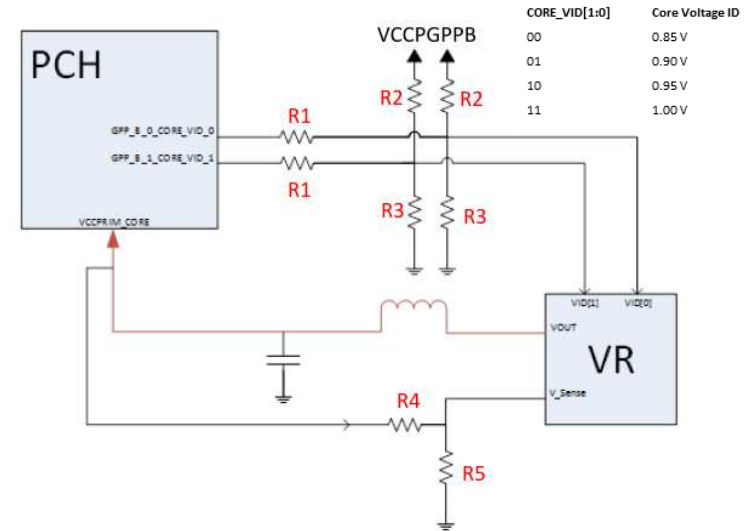 CORE_VID[1:0] Core Voltage ID
00 0.85 V
01 0.90 V
10 0.95 V
11 1.00 V
VCCPGPPB
PCH
R2 R2
R1
GPP_B_0_CORE_VID_0
GPP_B_1_CORE_VID_1
R1
R3 R3
VCCPRIM_CORE
VID[1] VID[0]
VOUT
VR
V_Sense
R4
R5